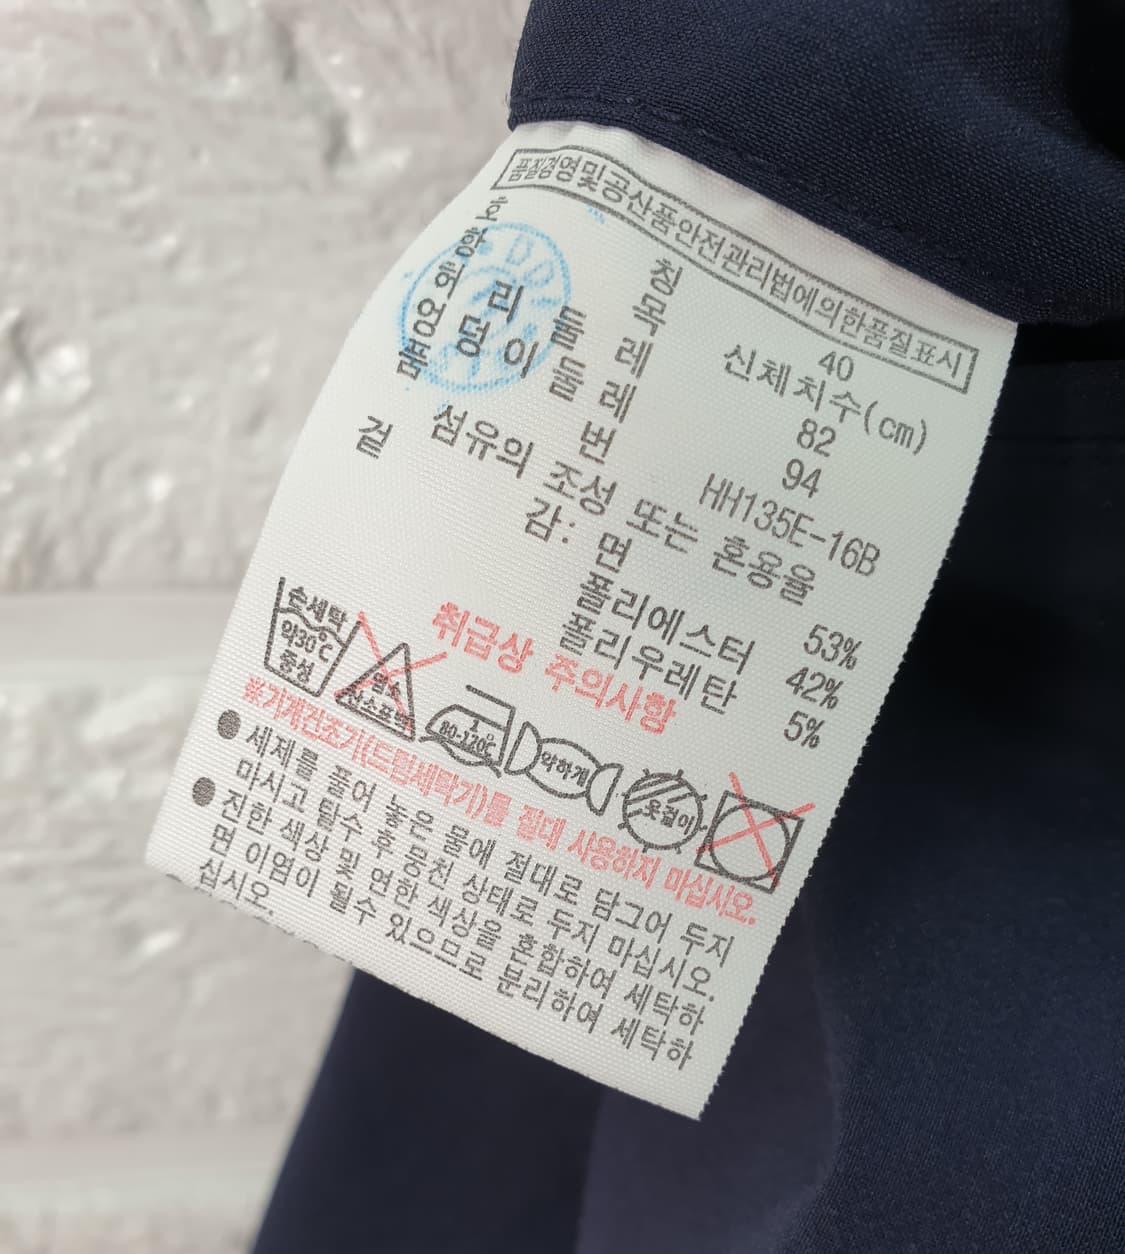 품질경영및공산품안전관리법에의한품질표시
호칭 40
항목 신체치수(cm)
허리둘레 82
엉덩이둘레 94
품번 HH135E-16B
섬유의 조성 또는 혼용율
겉감: 면 53%
폴리에스터 42%
폴리우레탄 5%
취급상 주의사항
손세탁
약30℃
중성
염소
산소표백
2
80-120℃
약하게
옷걸이
※기계건조기(드럼세탁기)를 절대 사용하지 마십시오.
● 세제를 풀어 놓은 물에 절대로 담그어 두지
마시고 탈수 후 뭉친 상태로 두지 마십시오.
● 진한 색상 및 연한 색상을 혼합하여 세탁하
면 이염이 될수 있으므로 분리하여 세탁하
십시오.